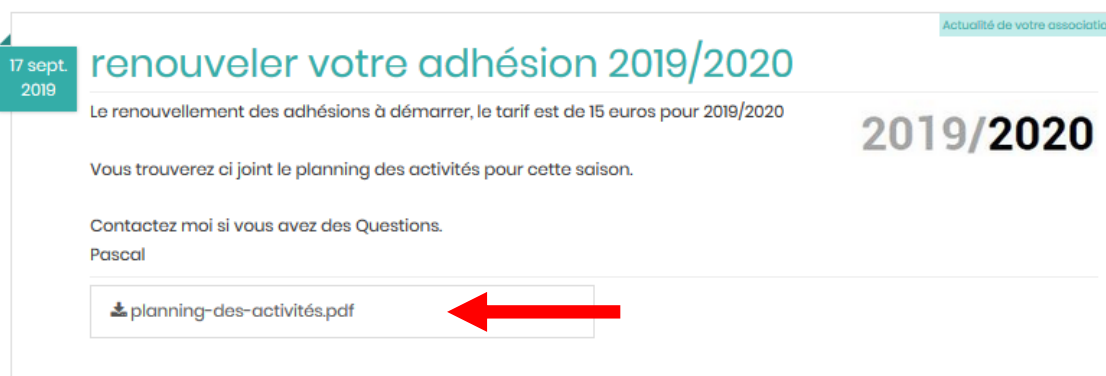 Actualité de votre associatio
17 sept.
2019
renouveler votre adhésion 2019/2020
Le renouvellement des adhésions à démarrer, le tarif est de 15 euros pour 2019/2020
2019/2020
Vous trouverez ci joint le planning des activités pour cette saison.
Contactez moi si vous avez des Questions.
Pascal
planning-des-activités.pdf